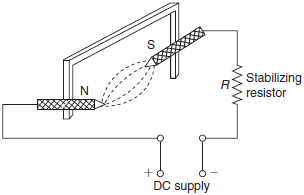 S
N
R
Stabilizing
resistor
+
−
DC supply